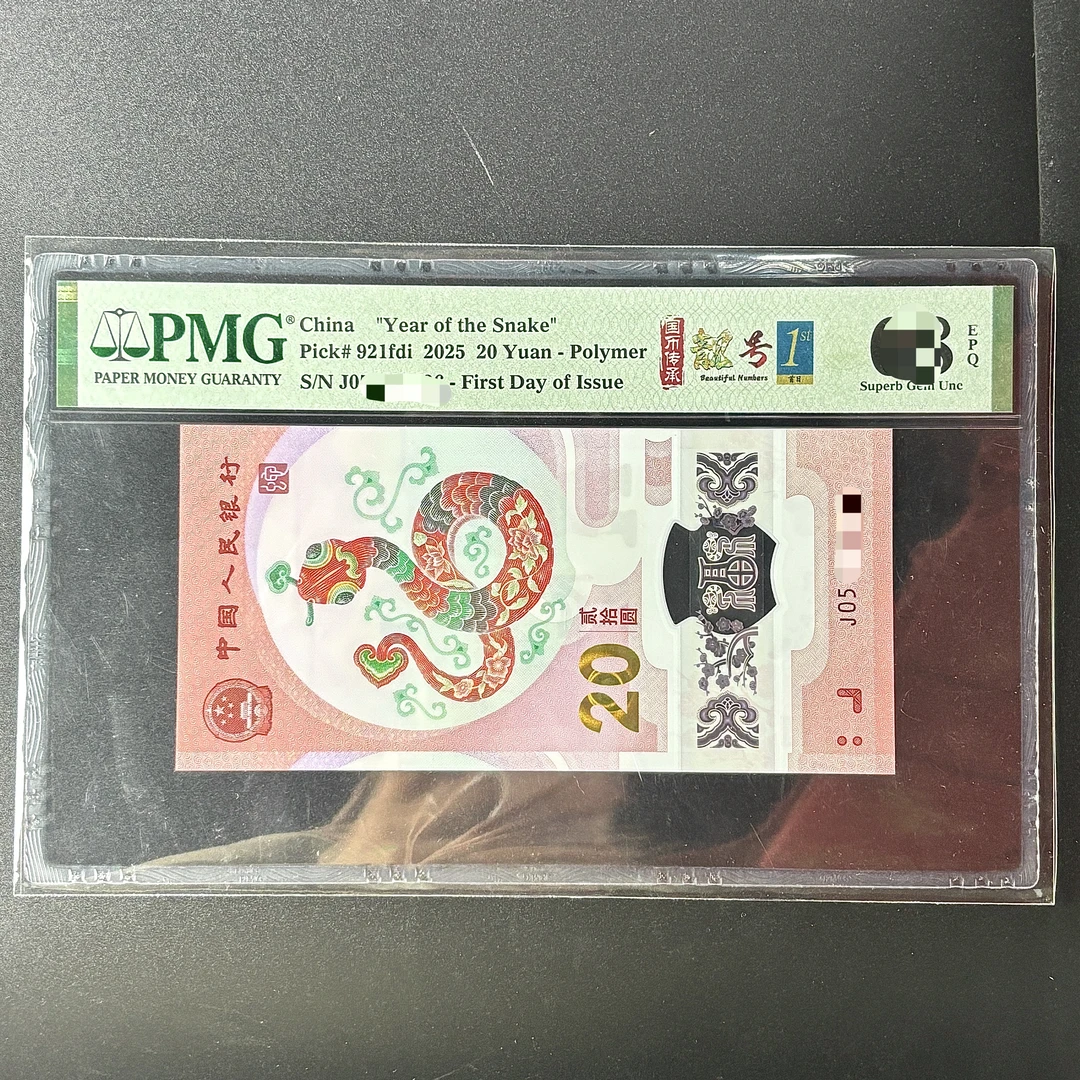 PMG®
PAPER MONEY GUARANTY
China "Year of the Snake"
Pick# 921fdi 2025 20 Yuan - Polymer
S/N J0 - First Day of Issue
国币传承
靓号
Beautiful Numbers
1ST
首日
EPQ
Superb Gem Unc
中国人民银行
贰拾圆
20
J05